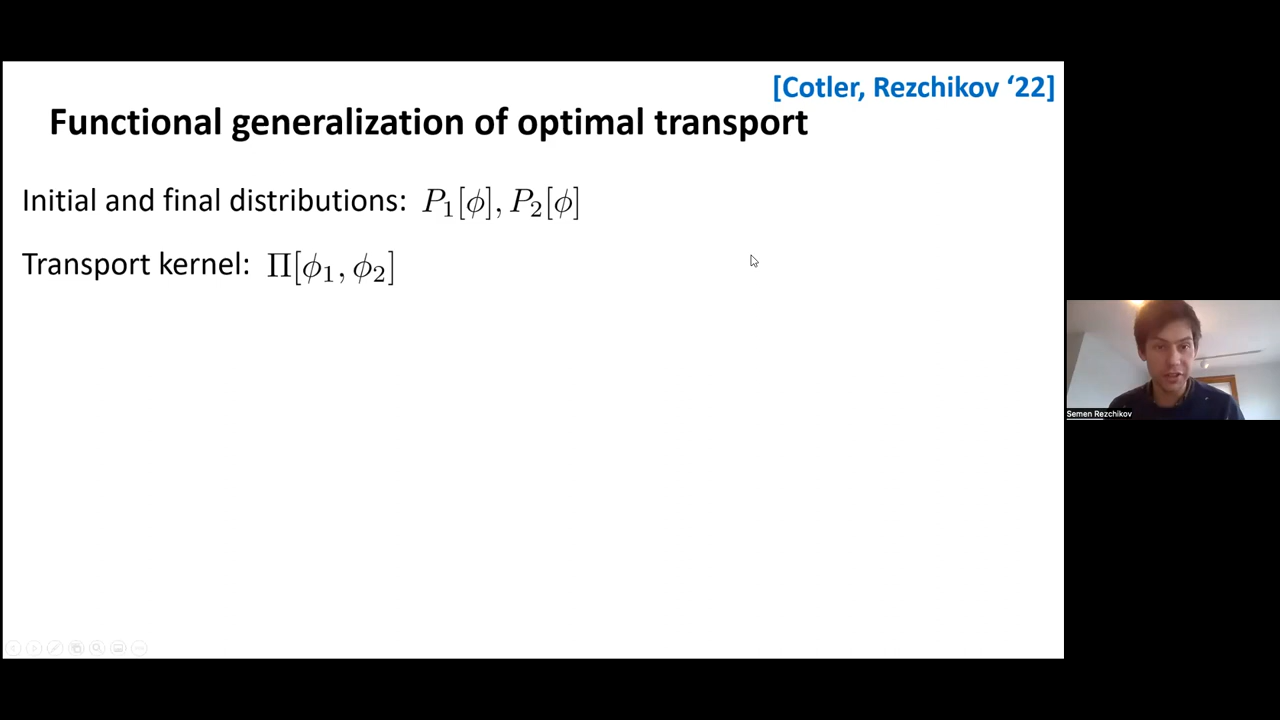 [Cotler, Rezchikov ‘22]
Functional generalization of optimal transport
Initial and final distributions: P₁[ϕ], P₂[ϕ]
Transport kernel: Π[ϕ₁, ϕ₂]
Semen Rezchikov